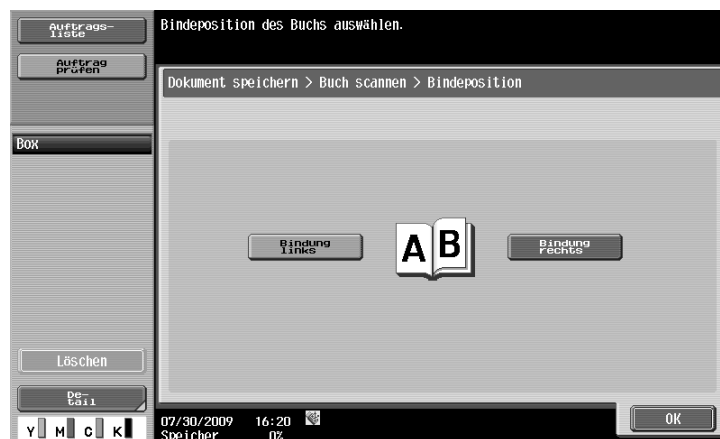 Auftrags-
liste
Auftrag
prüfen
Box
Löschen
De-
tail
Y M C K
Bindeposition des Buchs auswählen.
Dokument speichern > Buch scannen > Bindeposition
Bindung
links
A B
Bindung
rechts
07/30/2009 16:20
Speicher 0%
OK